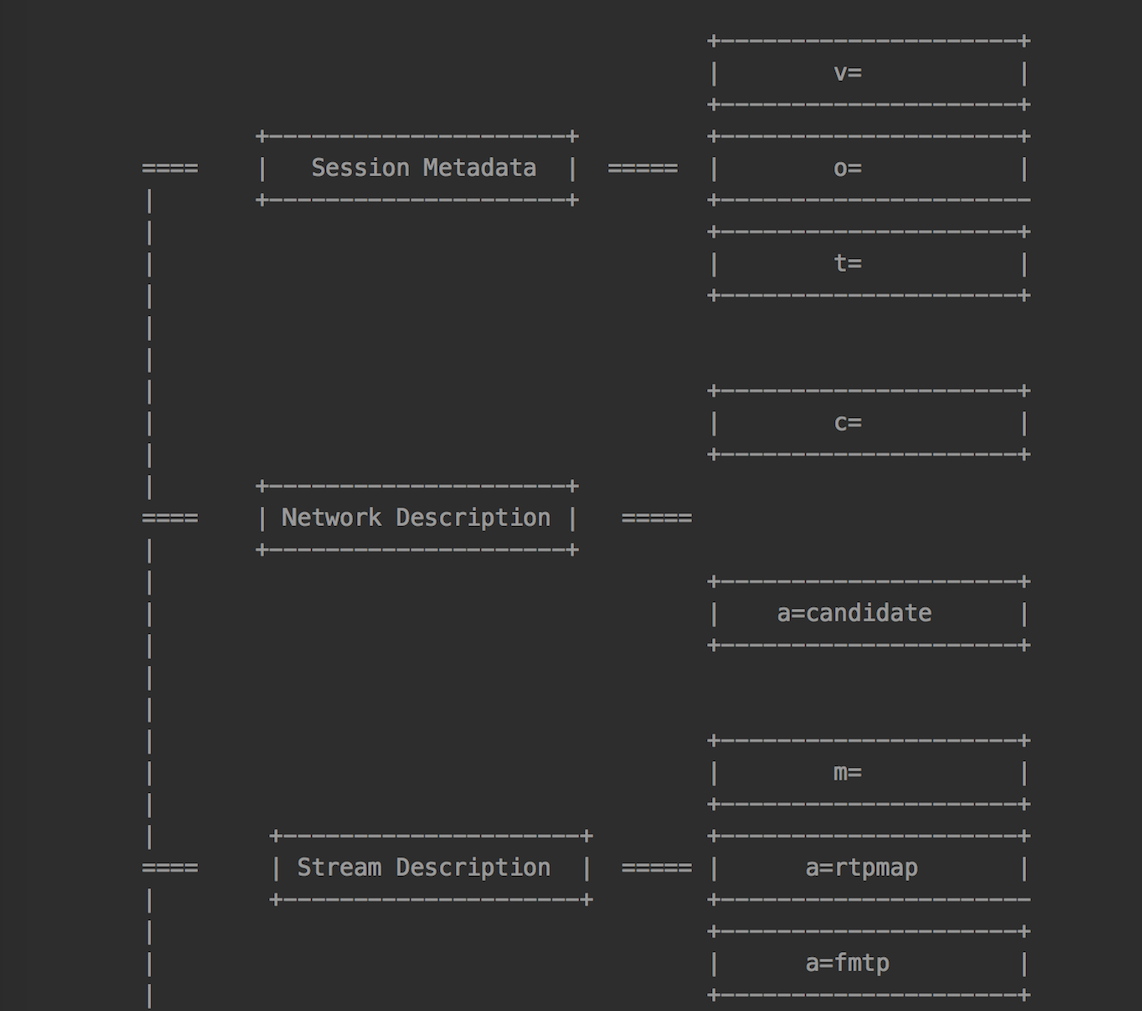 v=
Session Metadata
o=
t=
c=
Network Description
a=candidate
m=
Stream Description
a=rtpmap
a=fmtp